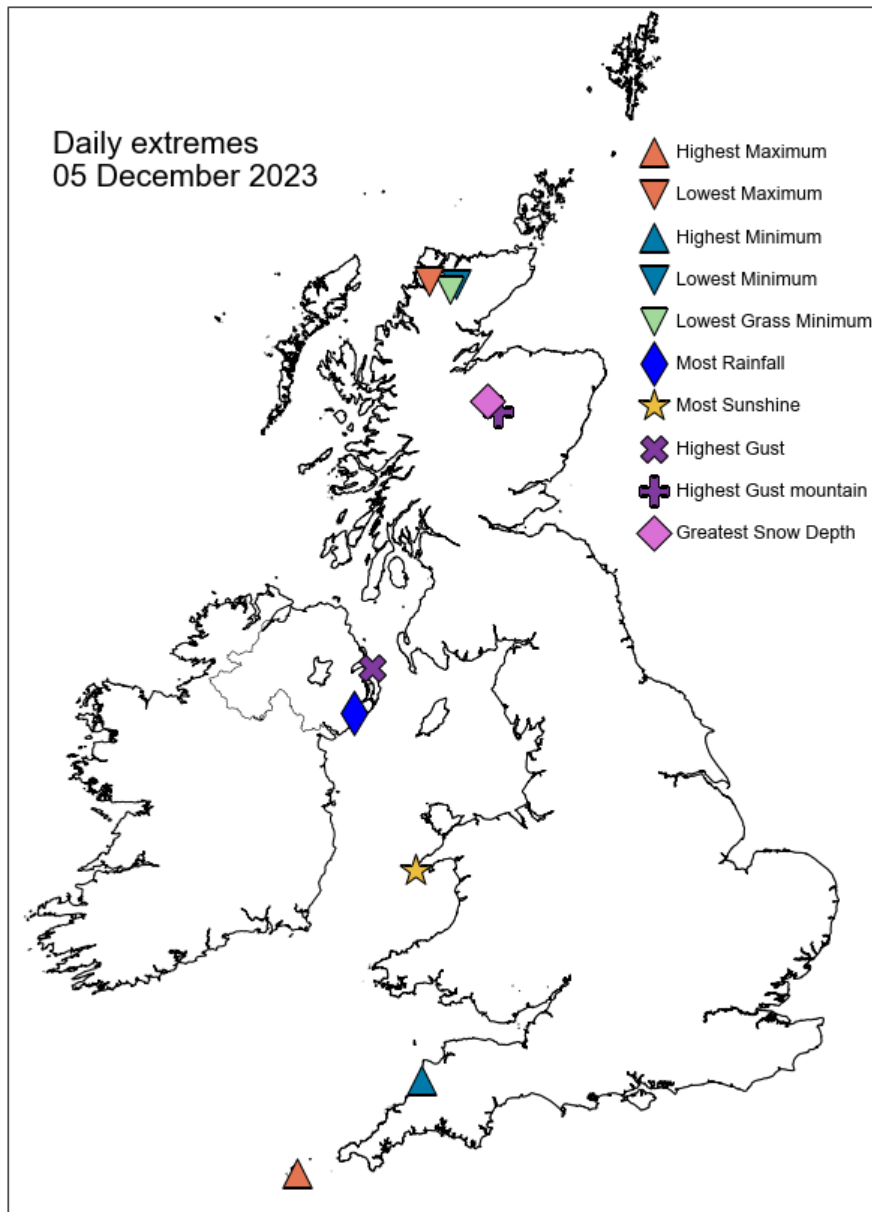 Daily extremes
05 December 2023
Highest Maximum
Lowest Maximum
Highest Minimum
Lowest Minimum
Lowest Grass Minimum
Most Rainfall
Most Sunshine
Highest Gust
Highest Gust mountain
Greatest Snow Depth